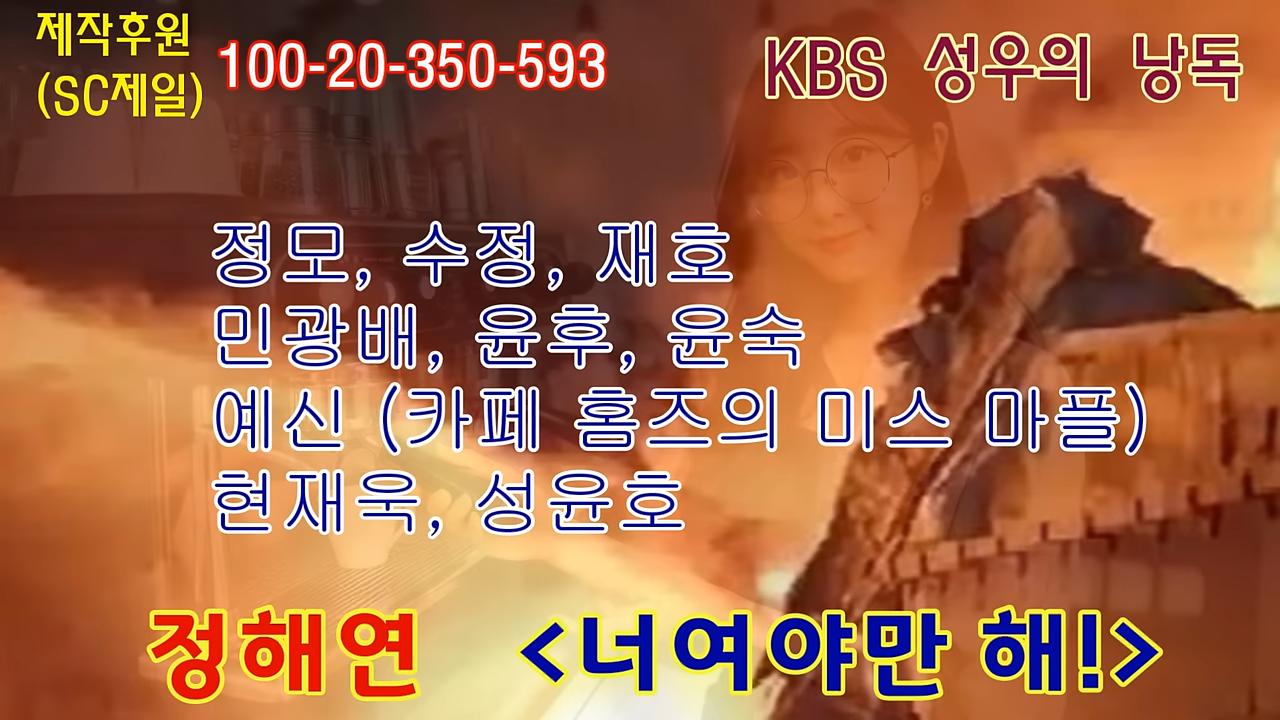 제작후원
(SC제일)
100-20-350-593
KBS 성우의 낭독
정모, 수정, 재호
민광배, 윤후, 윤숙
예신 (카페 홈즈의 미스 마플)
현재욱, 성윤호
정해연 <너여야만 해!>